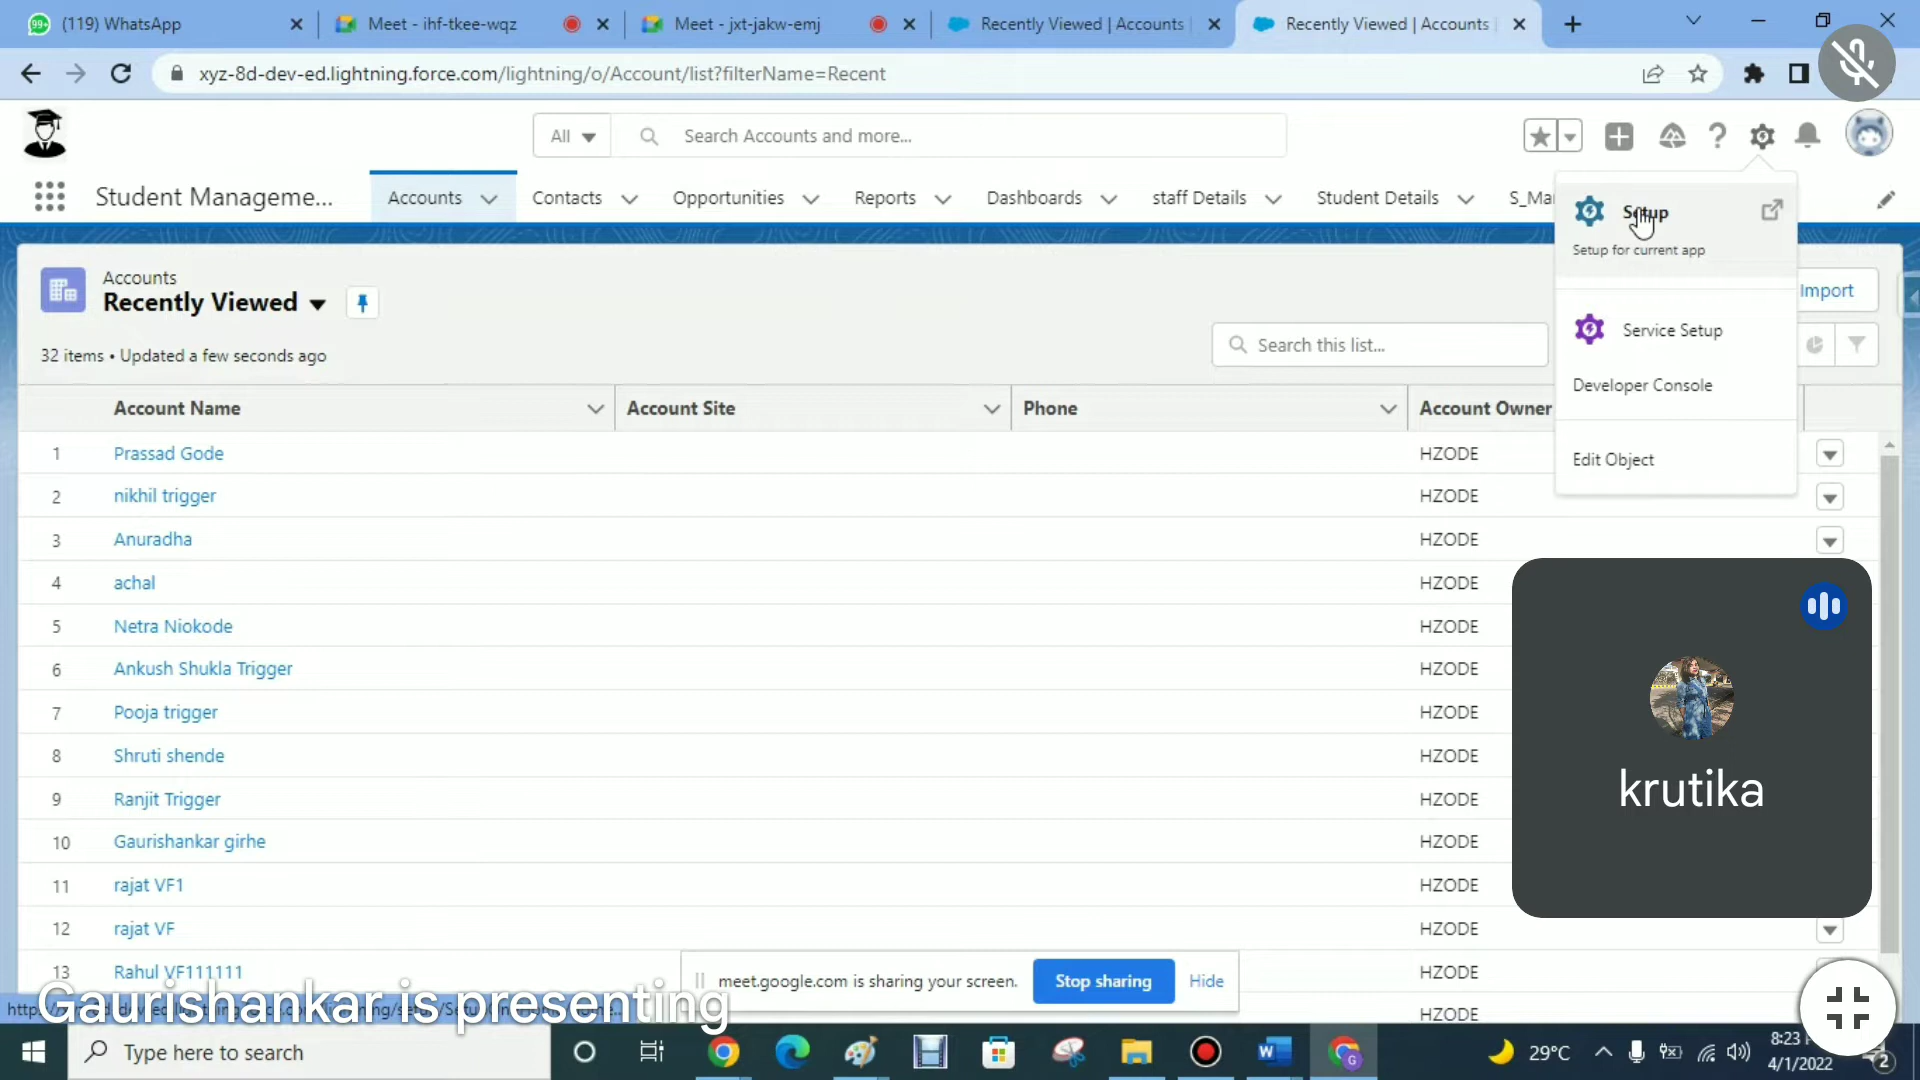 (119) WhatsApp
Meet - ihf-tkee-wqz
Meet - jxt-jakw-emj
Recently Viewed | Accounts |
Recently Viewed | Accounts |
xyz-8d-dev-ed.lightning.force.com/lightning/o/Account/list?filterName=Recent
All
Search Accounts and more...
Student Manageme...
Accounts
Contacts
Opportunities
Reports
Dashboards
staff Details
Student Details
S_Mar
Setup
Setup for current app
Service Setup
Developer Console
Edit Object
Accounts
Recently Viewed
Import
32 items • Updated a few seconds ago
Search this list...
Account Name
Account Site
Phone
Account Owner
1 Prassad Gode HZODE
2 nikhil trigger HZODE
3 Anuradha HZODE
4 achal HZODE
5 Netra Niokode HZODE
6 Ankush Shukla Trigger HZODE
7 Pooja trigger HZODE
8 Shruti shende HZODE
9 Ranjit Trigger HZODE
10 Gaurishankar girhe HZODE
11 rajat VF1 HZODE
12 rajat VF HZODE
13 Rahul VF111111 HZODE
HZODE
krutika
meet.google.com is sharing your screen.
Stop sharing
Hide
Gaurishankar is presenting
Type here to search
29°C
8:23
4/1/2022
2